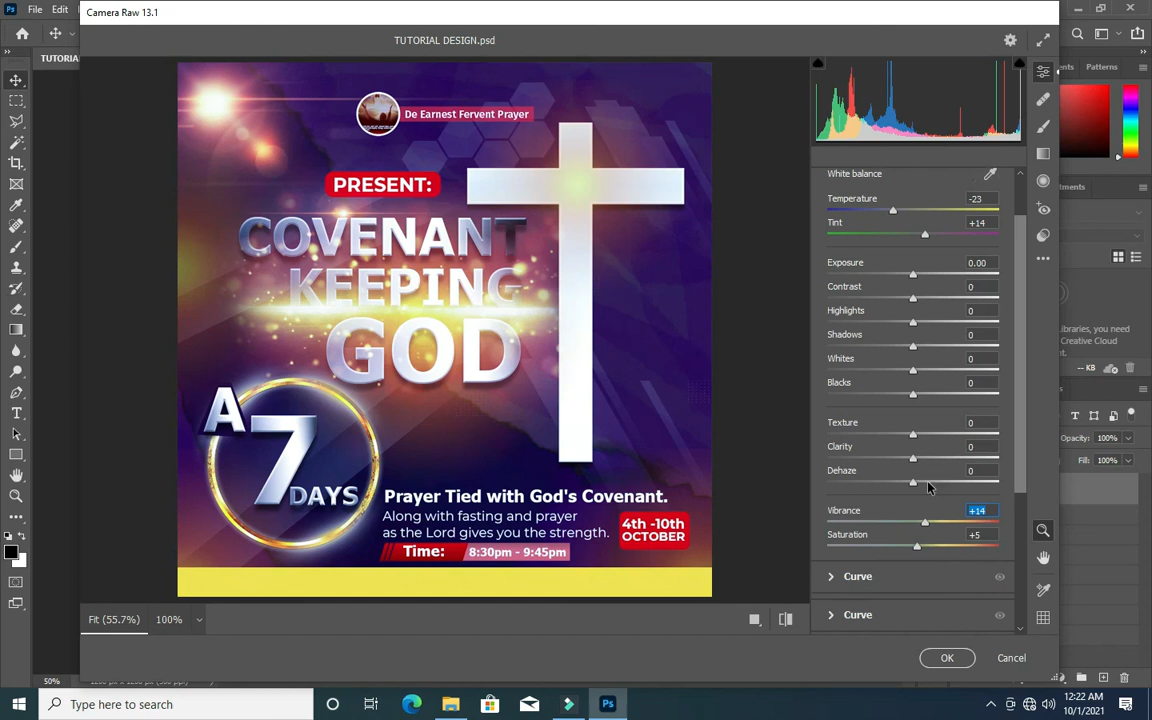 Ps File Edit
Camera Raw 13.1
TUTORIAL DESIGN.psd
TUTORIA
Patterns
De Earnest Fervent Prayer
PRESENT:
COVENANT
KEEPING
GOD
A
7
DAYS
Prayer Tied with God's Covenant.
Along with fasting and prayer
as the Lord gives you the strength.
4th -10th
OCTOBER
Time: 8:30pm - 9:45pm
White balance
Temperature -23
Tint +14
Exposure 0.00
Contrast 0
Highlights 0
Shadows 0
Whites 0
Blacks 0
Texture 0
Clarity 0
Dehaze 0
Vibrance +14
Saturation +5
Curve
Curve
-- KB
Opacity: 100%
Fill: 100%
Fit (55.7%) 100%
OK Cancel
50%
Type here to search
Ps
12:22 AM
10/1/2021